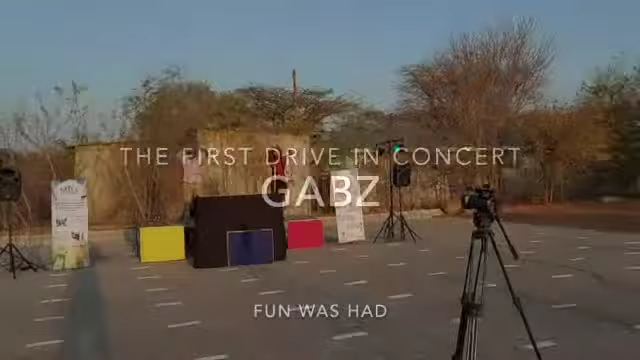 THE FIRST DRIVE IN CONCERT
GABZ
FUN WAS HAD